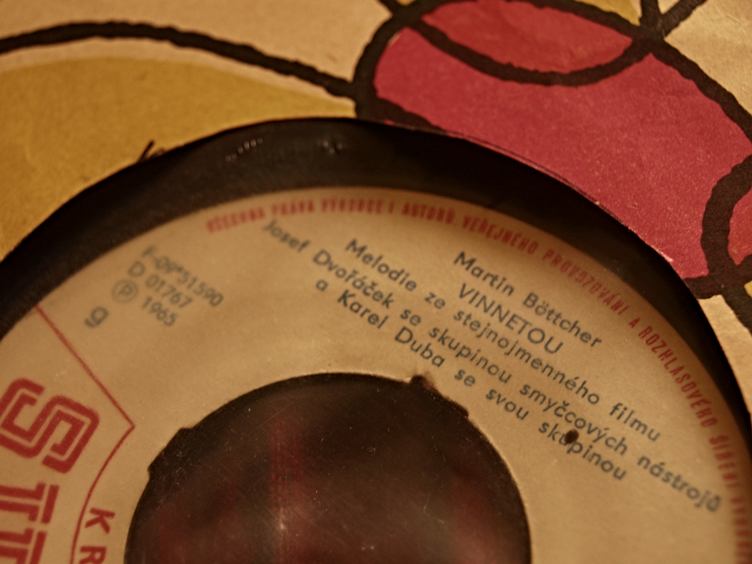 VŠECHNA PRÁVA VÝROBCE I AUTORŮ VEŘEJNÉHO PROVOZOVÁNÍ A ROZHLASOVÉHO ŠÍŘENÍ
Martin Böttcher
VINNETOU
Melodie ze stejnojmenného filmu
Josef Dvořáček se skupinou smyčcových nástrojů
a Karel Duba se svou skupinou
D 01767
Ⓟ 1965
g